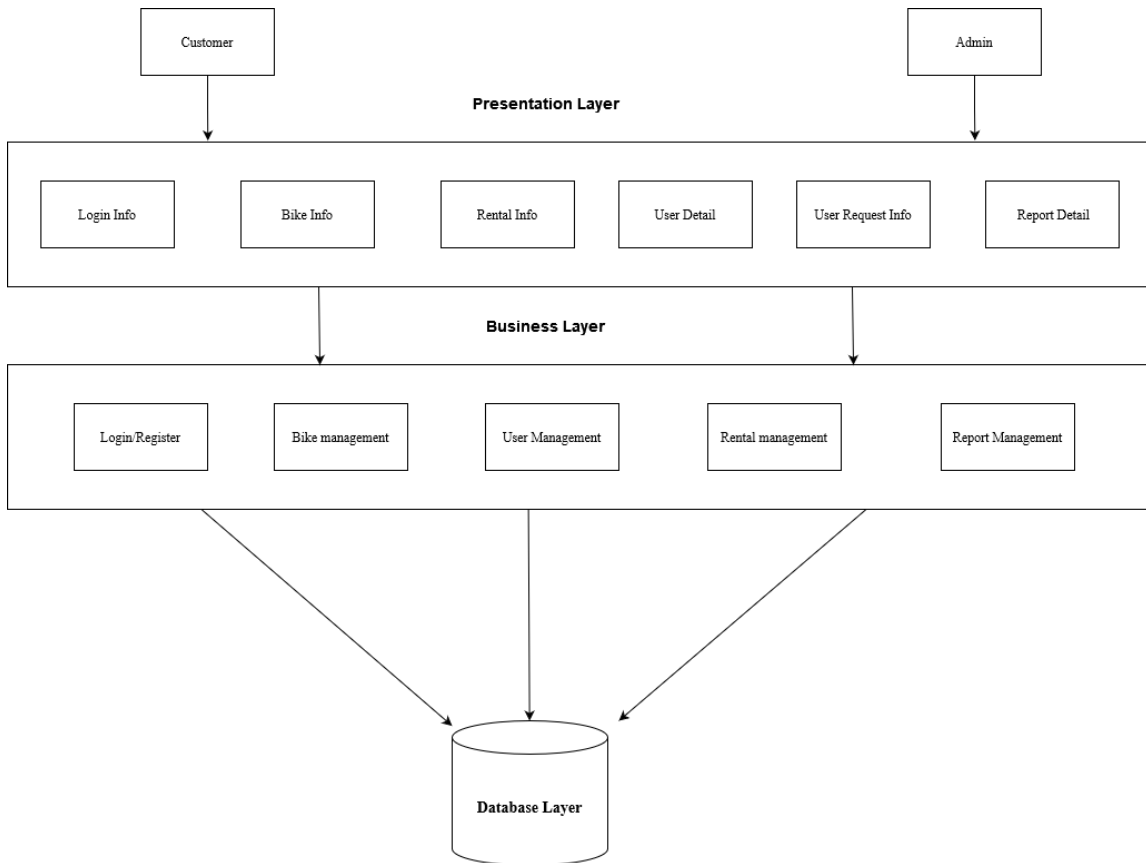 Customer
Admin
Presentation Layer
Login Info
Bike Info
Rental Info
User Detail
User Request Info
Report Detail
Business Layer
Login/Register
Bike management
User Management
Rental management
Report Management
Database Layer